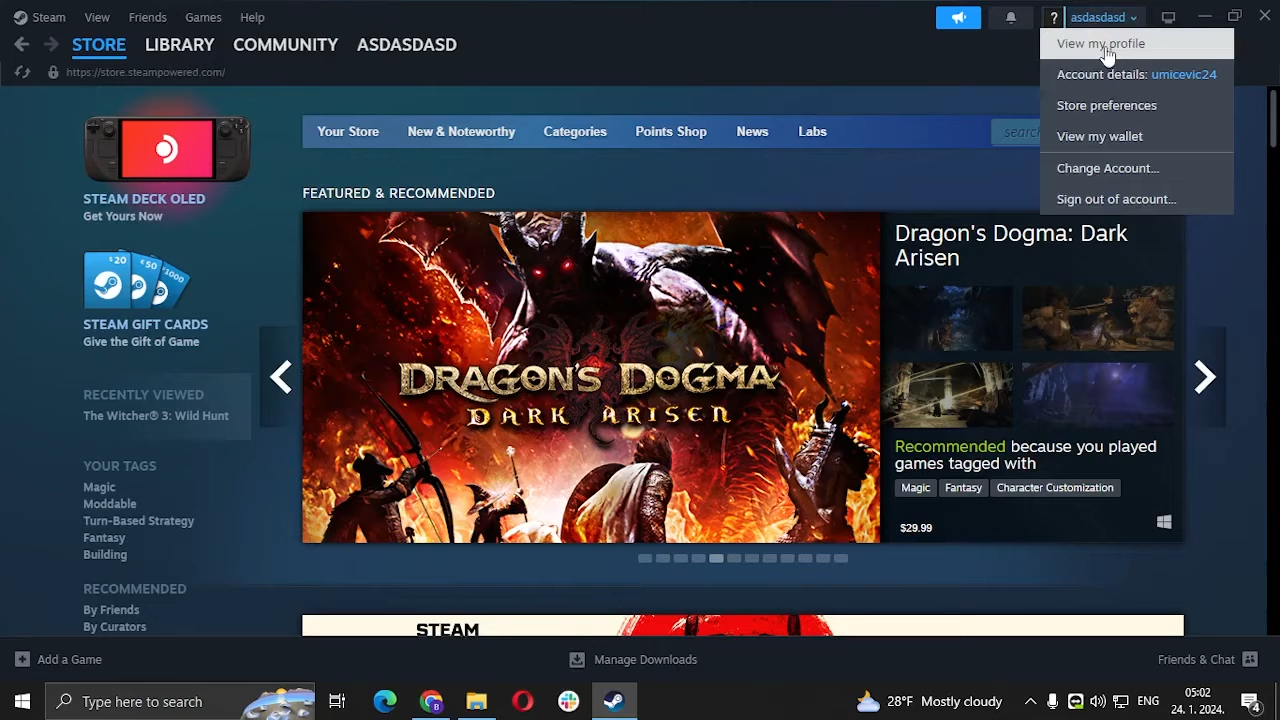 Steam View Friends Games Help
? asdasdasd
STORE LIBRARY COMMUNITY ASDASDASD
https://store.steampowered.com/
View my profile
Account details: umicevic24
Store preferences
View my wallet
Change Account...
Sign out of account...
Your Store New & Noteworthy Categories Points Shop News Labs
STEAM DECK OLED
Get Yours Now
$20 €50 $1000
STEAM GIFT CARDS
Give the Gift of Game
RECENTLY VIEWED
The Witcher® 3: Wild Hunt
YOUR TAGS
Magic
Moddable
Turn-Based Strategy
Fantasy
Building
RECOMMENDED
By Friends
By Curators
FEATURED & RECOMMENDED
DRAGON'S DOGMA
DARK ARISEN
Dragon's Dogma: Dark
Arisen
Recommended because you played
games tagged with
Magic Fantasy Character Customization
$29.99
STEAM
Add a Game
Manage Downloads
Friends & Chat
Type here to search
28°F Mostly cloudy
ENG
05:02
24. 1. 2024.
4